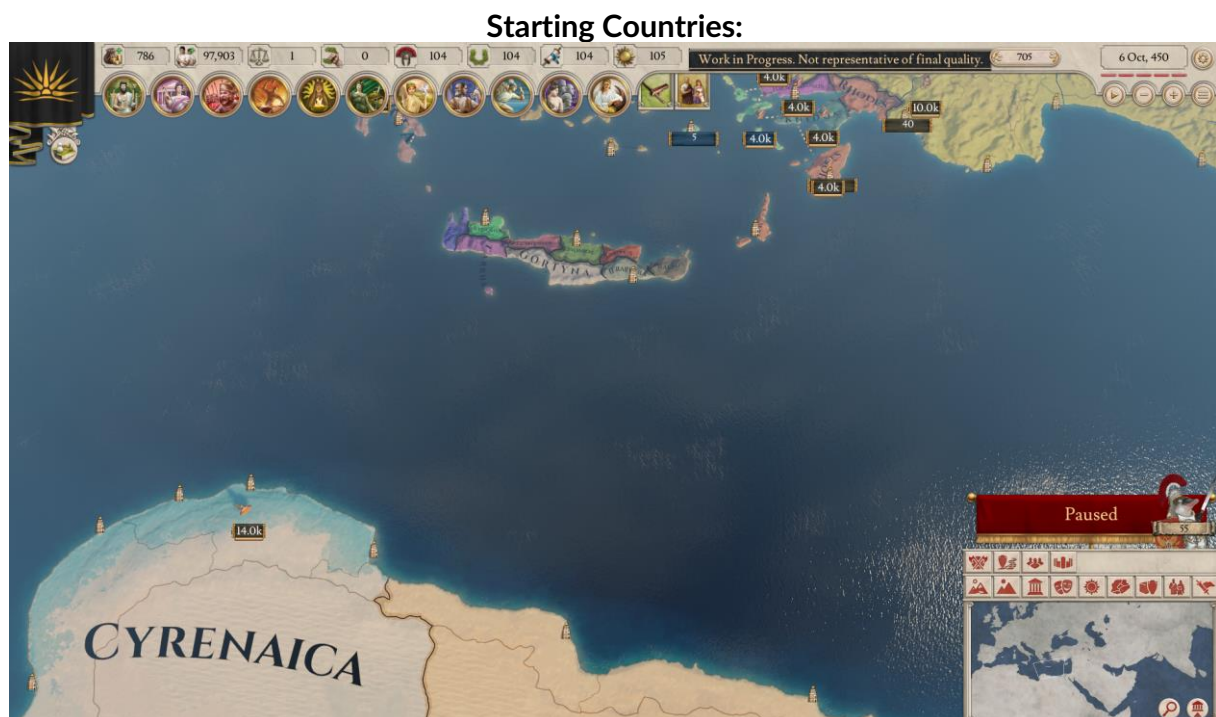 Starting Countries:
786 97,903 1 0 104 104 104 105 Work in Progress. Not representative of final quality. 705 6 Oct, 450
4.0k
4.0k 10.0k
40
5 4.0k 4.0k
4.0k
GORTYNA
14.0k
Paused
55
CYRENAICA